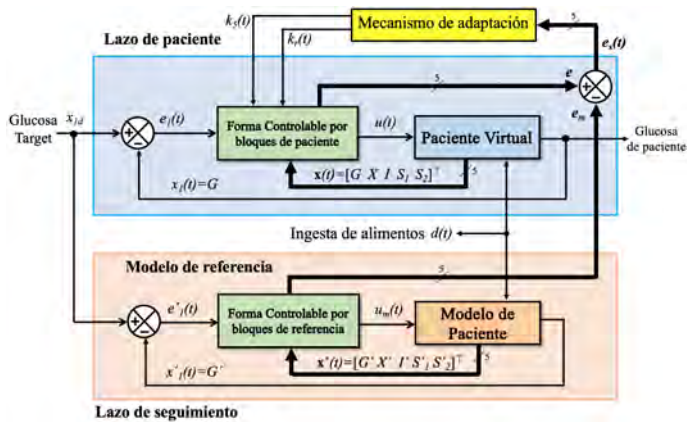 k₅(t)
kᵣ(t)
Mecanismo de adaptación
5
eₛ(t)
Lazo de paciente
5
e
eₘ
Glucosa
Target
x₁d
e₁(t)
Forma Controlable por
bloques de paciente
u(t)
Paciente Virtual
Glucosa
de paciente
x₁(t)=G
x(t)=[G X I S₁ S₂]⊤
5
Ingesta de alimentos d(t)
Modelo de referencia
5
e'₁(t)
Forma Controlable por
bloques de referencia
uₘ(t)
Modelo de
Paciente
x'₁(t)=G'
x'(t)=[G' X' I' S'₁ S'₂]⊤
5
Lazo de seguimiento